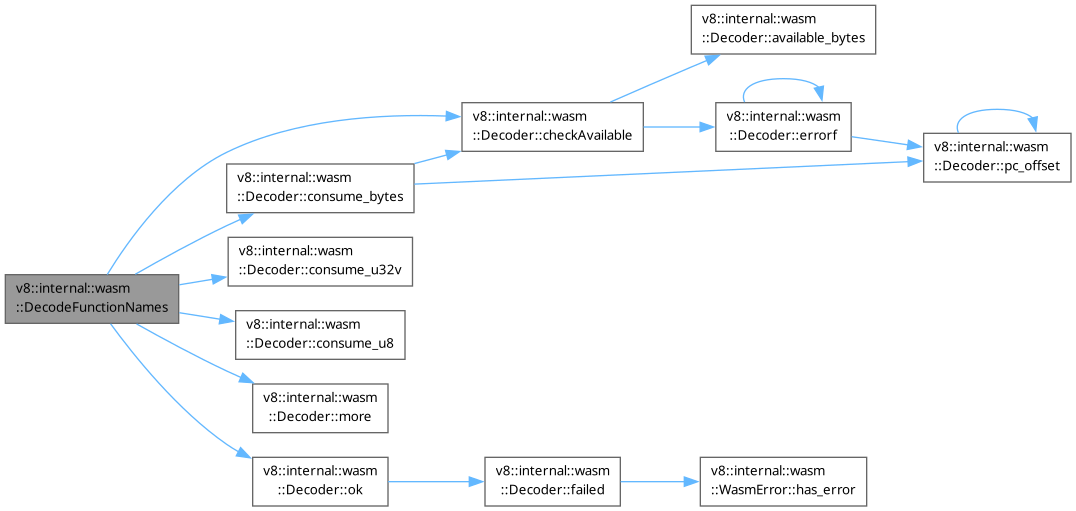 v8::internal::wasm
::Decoder::available_bytes
v8::internal::wasm
::Decoder::checkAvailable
v8::internal::wasm
::Decoder::errorf
v8::internal::wasm
::Decoder::pc_offset
v8::internal::wasm
::Decoder::consume_bytes
v8::internal::wasm
::Decoder::consume_u32v
v8::internal::wasm
::DecodeFunctionNames
v8::internal::wasm
::Decoder::consume_u8
v8::internal::wasm
::Decoder::more
v8::internal::wasm
::Decoder::ok
v8::internal::wasm
::Decoder::failed
v8::internal::wasm
::WasmError::has_error